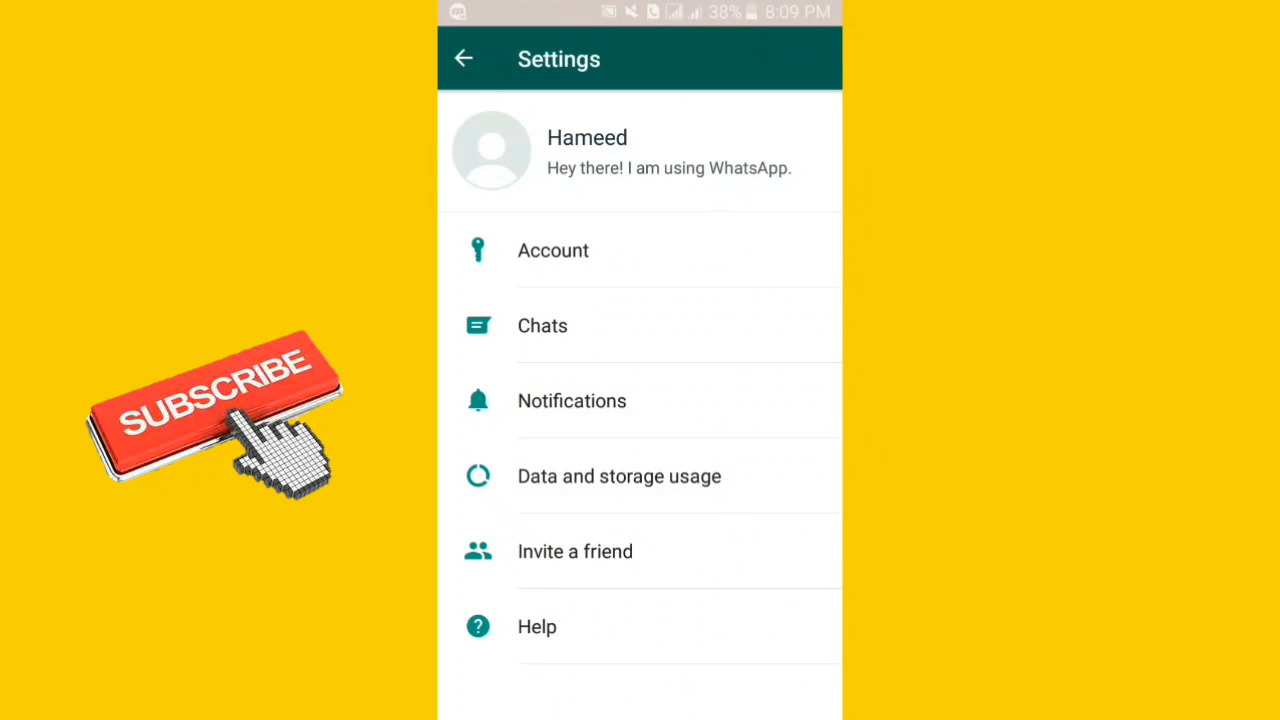 38% 8:09 PM
Settings
Hameed
Hey there! I am using WhatsApp.
Account
Chats
SUBSCRIBE
Notifications
Data and storage usage
Invite a friend
Help